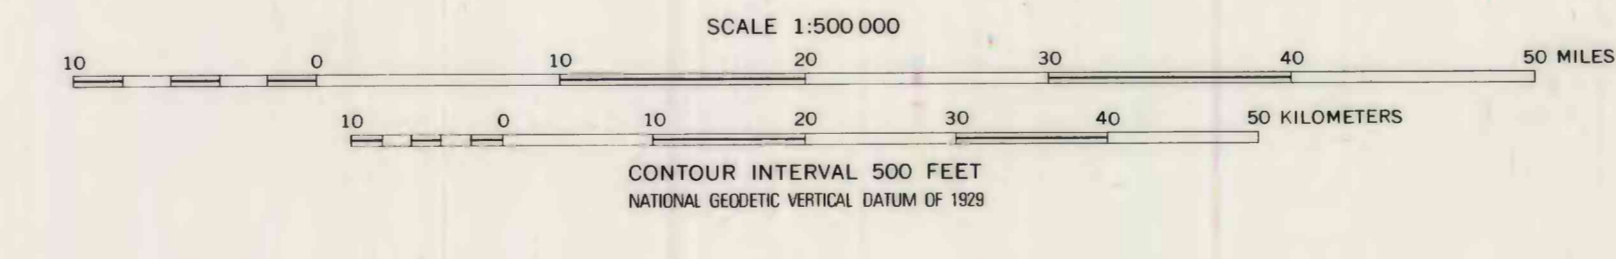 SCALE 1:500 000
10 0 10 20 30 40 50 MILES
10 0 10 20 30 40 50 KILOMETERS
CONTOUR INTERVAL 500 FEET
NATIONAL GEODETIC VERTICAL DATUM OF 1929